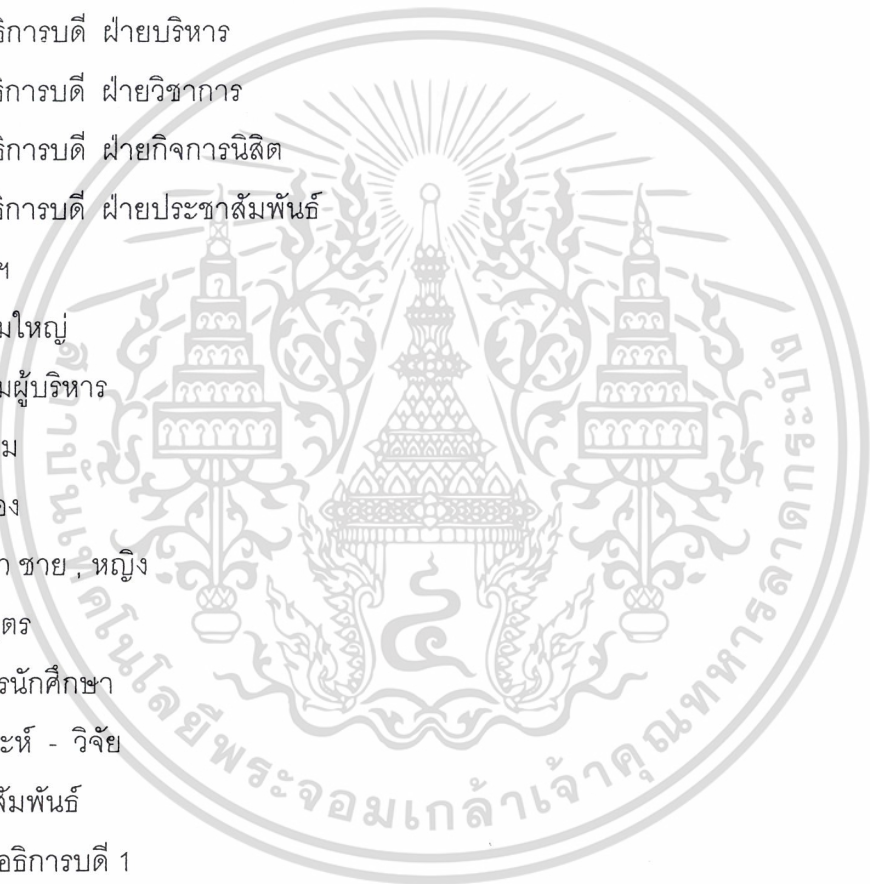 ธิการบดี ฝ่ายบริหาร
ธิการบดี ฝ่ายวิชาการ
ธิการบดี ฝ่ายกิจการนิสิต
ธิการบดี ฝ่ายประชาสัมพันธ์
ฯ
มใหญ่
มผู้บริหาร
ม
อง
า ชาย , หญิง
ตร
รนักศึกษา
ะห์ - วิจัย
สัมพันธ์
อธิการบดี 1
สถาบันเทคโนโลยีพระจอมเกล้าเจ้าคุณทหารลาดกระบัง
๔